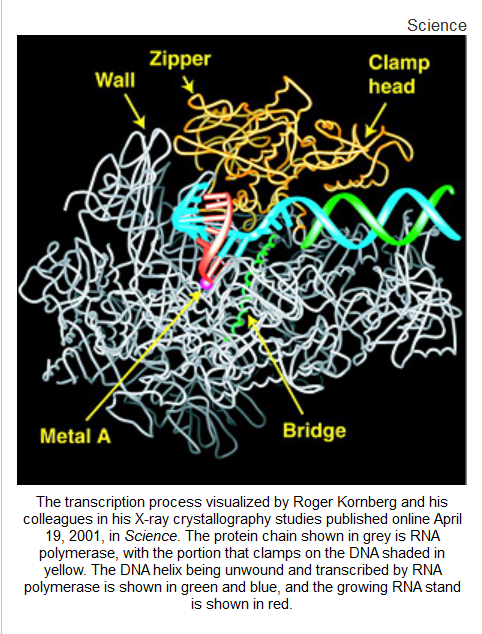 Science
Zipper
Clamp
head
Wall
Metal A
Bridge
The transcription process visualized by Roger Kornberg and his
colleagues in his X-ray crystallography studies published online April
19, 2001, in Science. The protein chain shown in grey is RNA
polymerase, with the portion that clamps on the DNA shaded in
yellow. The DNA helix being unwound and transcribed by RNA
polymerase is shown in green and blue, and the growing RNA stand
is shown in red.